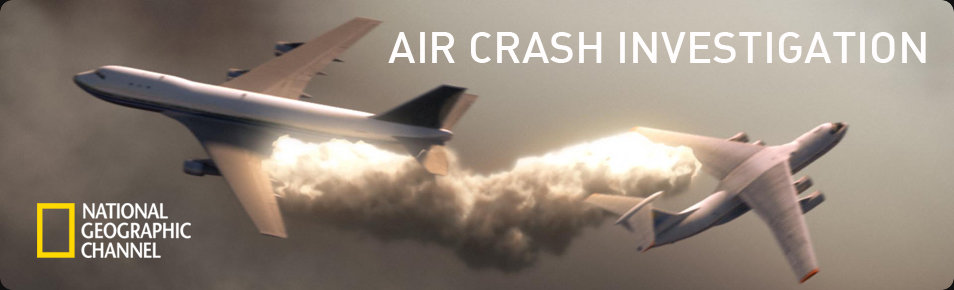 AIR CRASH INVESTIGATION
NATIONAL
GEOGRAPHIC
CHANNEL